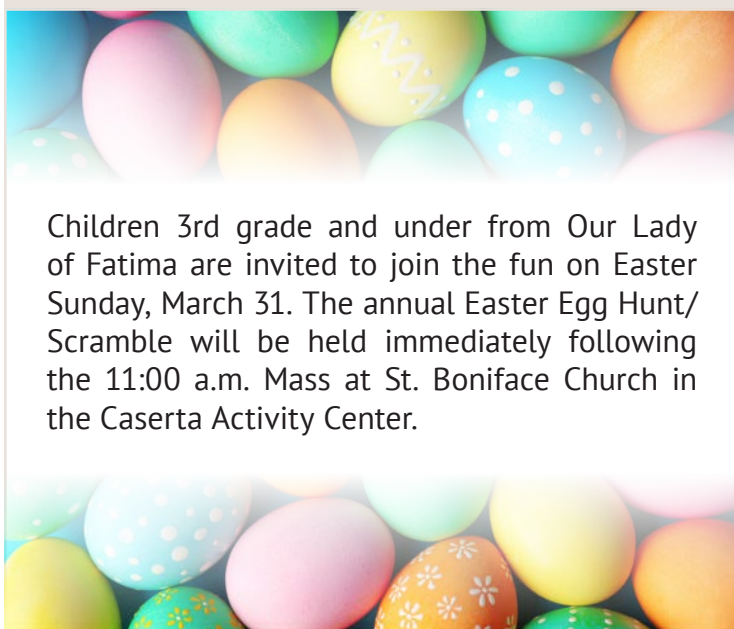 Children 3rd grade and under from Our Lady
of Fatima are invited to join the fun on Easter
Sunday, March 31. The annual Easter Egg Hunt/
Scramble will be held immediately following
the 11:00 a.m. Mass at St. Boniface Church in
the Caserta Activity Center.